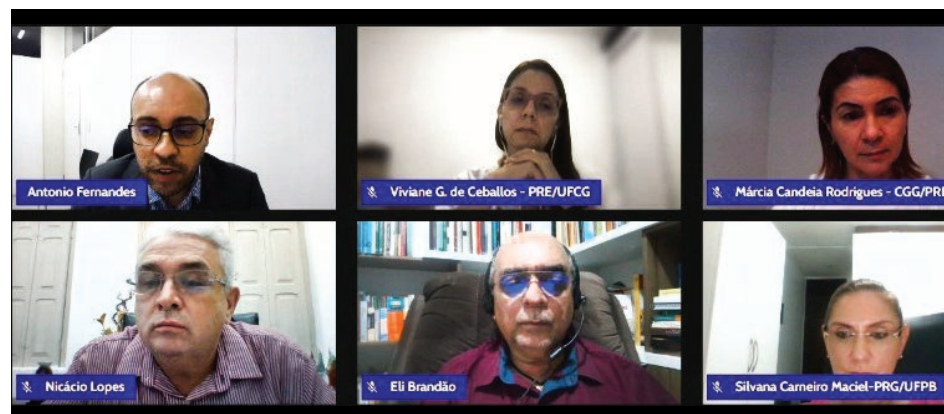 Antonio Fernandes
Viviane G. de Ceballos - PRE/UFCG
Márcia Candeia Rodrigues - CGG/PRE
Nicácio Lopes
Eli Brandão
Silvana Carneiro Maciel-PRG/UFPB